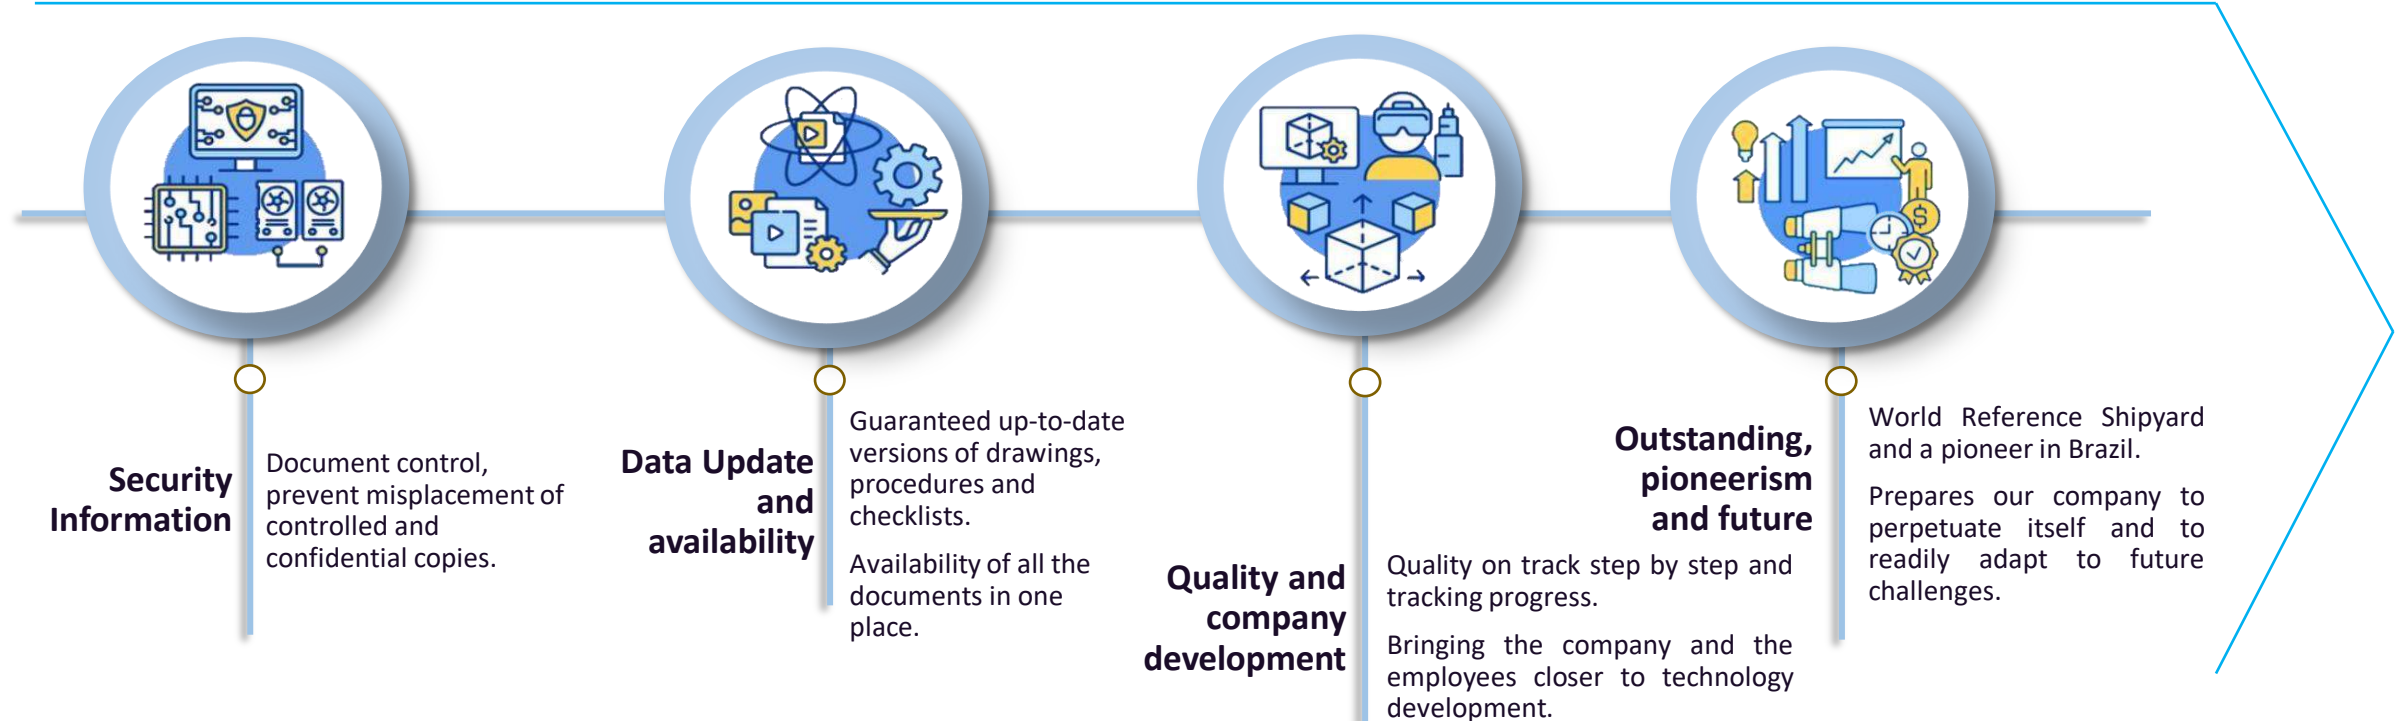 Security
Information
Document control,
prevent misplacement of
controlled and
confidential copies.
Data Update
and
availability
Guaranteed up-to-date
versions of drawings,
procedures and
checklists.
Availability of all the
documents in one
place.
Quality and
company
development
Quality on track step by step and
tracking progress.
Bringing the company and the
employees closer to technology
development.
Outstanding,
pioneerism
and future
World Reference Shipyard
and a pioneer in Brazil.
Prepares our company to
perpetuate itself and to
readily adapt to future
challenges.